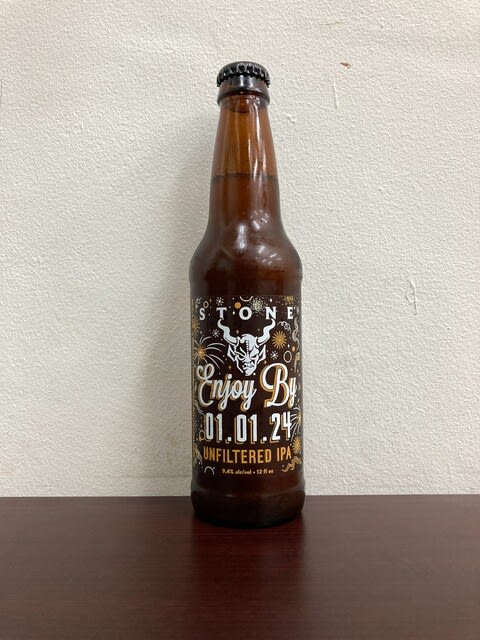 STONE
Enjoy By
01.01.24
UNFILTERED IPA
9.4% alc/vol • 12 fl oz